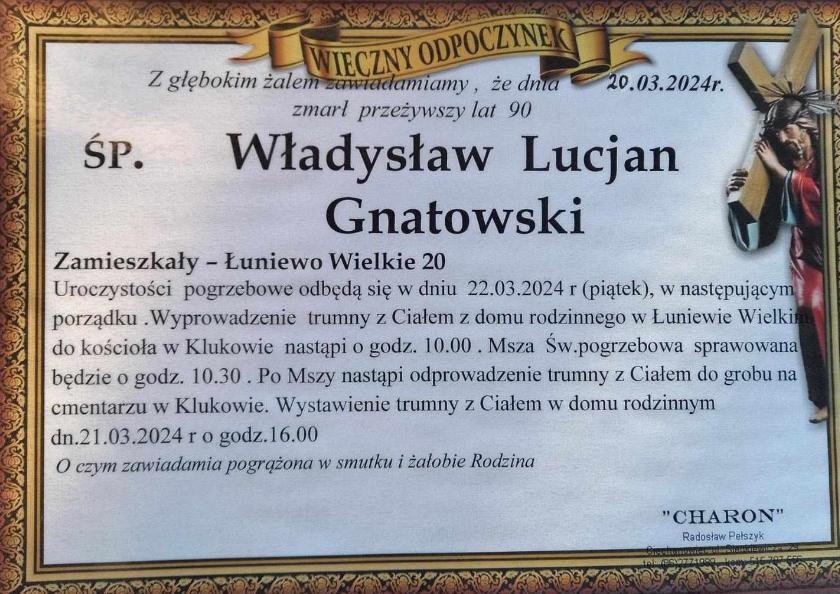 WIECZNY ODPOCZYNEK
Z głębokim żalem zawiadamiamy , że dnia 20.03.2024r.
zmarł przeżywszy lat 90
ŚP. Władysław Lucjan
Gnatowski
Zamieszkały – Łuniewo Wielkie 20
Uroczystości pogrzebowe odbędą się w dniu 22.03.2024 r (piątek), w następującym
porządku .Wyprowadzenie trumny z Ciałem z domu rodzinnego w Łuniewie Wielkim
do kościoła w Klukowie nastąpi o godz. 10.00 . Msza Św.pogrzebowa sprawowana
będzie o godz. 10.30 . Po Mszy nastąpi odprowadzenie trumny z Ciałem do grobu na
cmentarzu w Klukowie. Wystawienie trumny z Ciałem w domu rodzinnym
dn.21.03.2024 r o godz.16.00
O czym zawiadamia pogrążona w smutku i żałobie Rodzina
"CHARON"
Radosław Pełszyk
Ciechanowiec, ul.